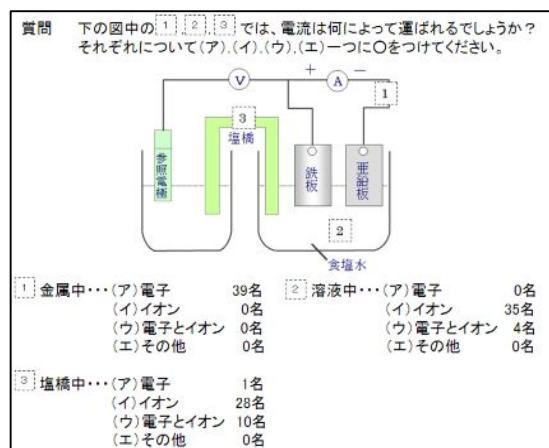 質問 下の図中の 1 , 2 , 3 では、電流は何によって運ばれるでしょうか?
それぞれについて(ア),(イ),(ウ),(エ)一つに○をつけてください。
V
+
A
−
1
3
塩橋
参照電極
鉄板
亜鉛板
2
食塩水
1 金属中・・・(ア)電子 39名
(イ)イオン 0名
(ウ)電子とイオン 0名
(エ)その他 0名
2 溶液中・・・(ア)電子 0名
(イ)イオン 35名
(ウ)電子とイオン 4名
(エ)その他 0名
3 塩橋中・・・(ア)電子 1名
(イ)イオン 28名
(ウ)電子とイオン 10名
(エ)その他 0名